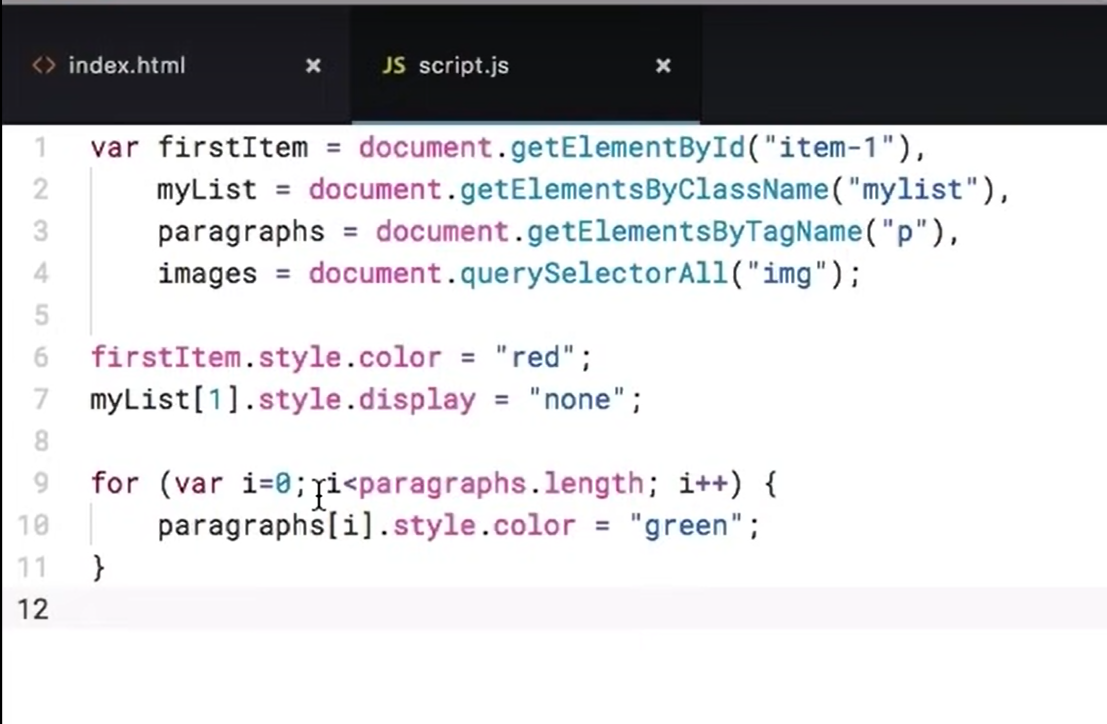 <> index.html × JS script.js ×
1 var firstItem = document.getElementById("item-1"),
2     myList = document.getElementsByClassName("mylist"),
3     paragraphs = document.getElementsByTagName("p"),
4     images = document.querySelectorAll("img");
5
6 firstItem.style.color = "red";
7 myList[1].style.display = "none";
8
9 for (var i=0; i<paragraphs.length; i++) {
10     paragraphs[i].style.color = "green";
11 }
12